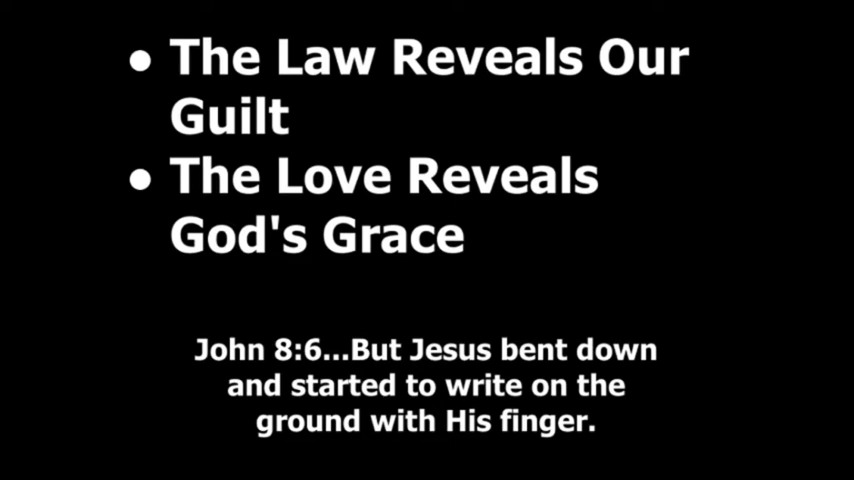 • The Law Reveals Our
Guilt
• The Love Reveals
God's Grace
John 8:6...But Jesus bent down
and started to write on the
ground with His finger.